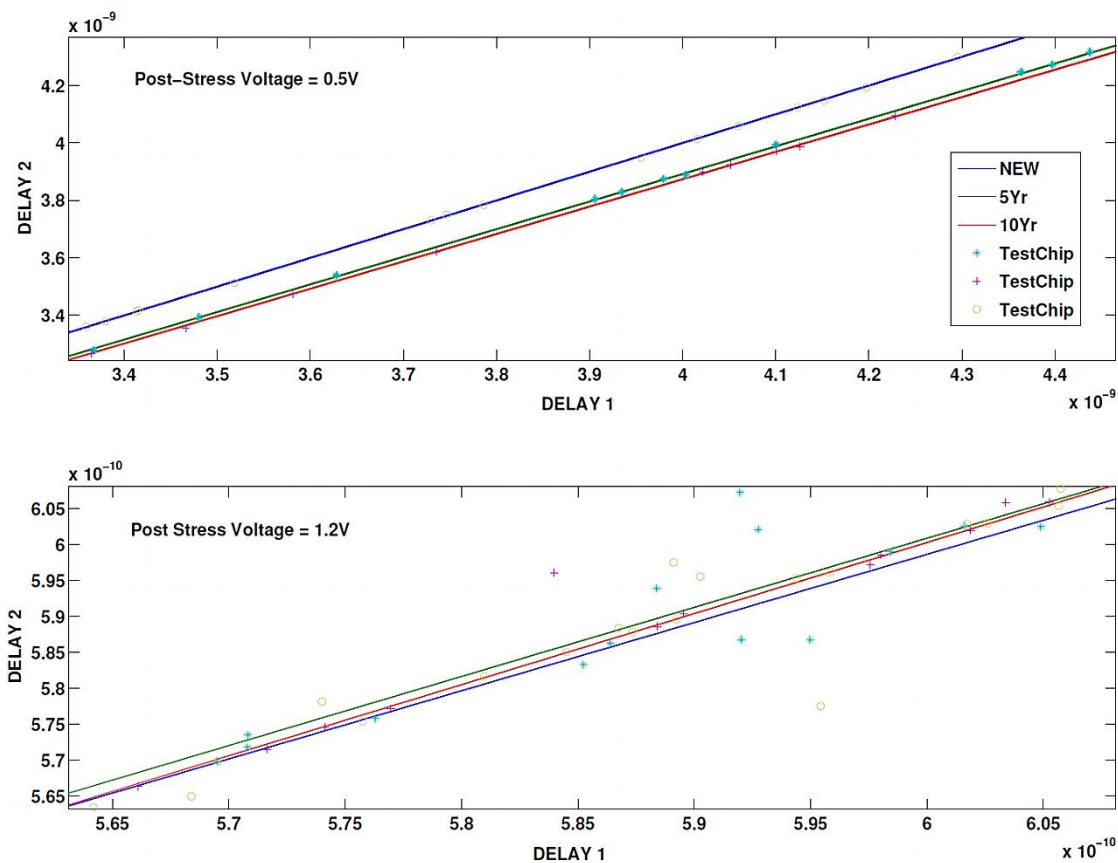 x 10⁻⁹
Post-Stress Voltage = 0.5V
4.2
4
3.8
3.6
3.4
DELAY 2
NEW
5Yr
10Yr
TestChip
TestChip
TestChip
3.4 3.5 3.6 3.7 3.8 3.9 4 4.1 4.2 4.3 4.4
DELAY 1
x 10⁻⁹
x 10⁻¹⁰
Post Stress Voltage = 1.2V
6.05
6
5.95
5.9
5.85
5.8
5.75
5.7
5.65
DELAY 2
5.65 5.7 5.75 5.8 5.85 5.9 5.95 6 6.05
DELAY 1
x 10⁻¹⁰